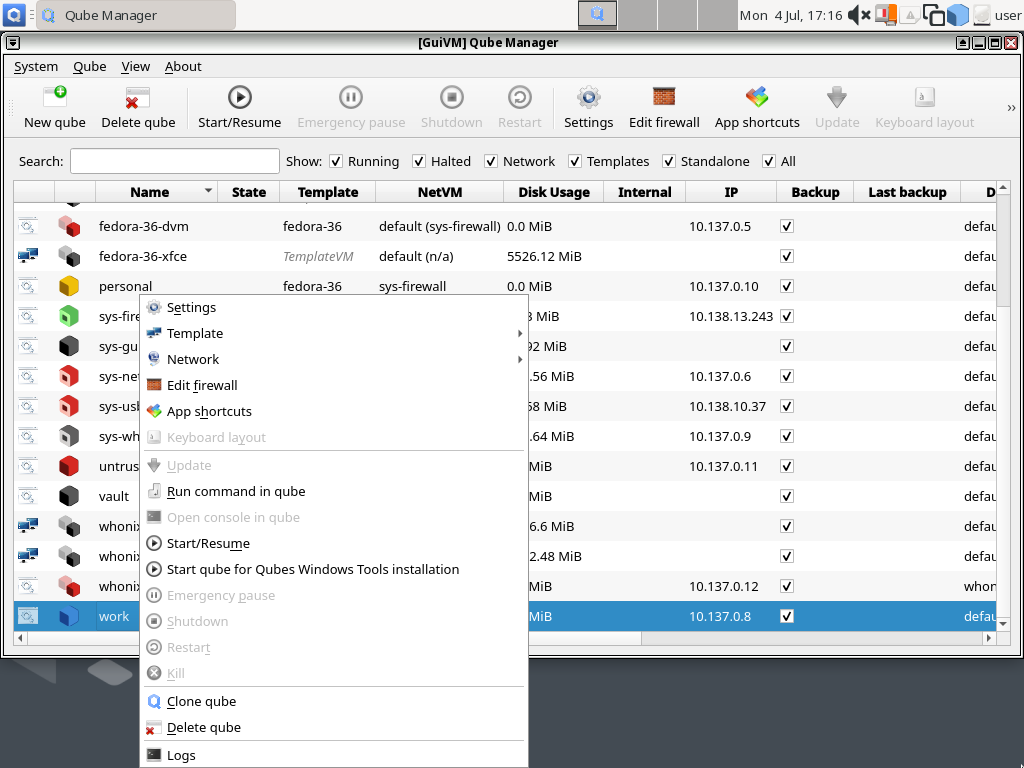 Qube Manager
Mon 4 Jul, 17:16
user
[GuiVM] Qube Manager
System Qube View About
New qube Delete qube Start/Resume Emergency pause Shutdown Restart Settings Edit firewall App shortcuts Update Keyboard layout
Search: Show: Running Halted Network Templates Standalone All
Name State Template NetVM Disk Usage Internal IP Backup Last backup D
fedora-36-dvm fedora-36 default (sys-firewall) 0.0 MiB 10.137.0.5 defau
fedora-36-xfce TemplateVM default (n/a) 5526.12 MiB defau
personal fedora-36 sys-firewall 0.0 MiB 10.137.0.10 defau
sys-fire MiB 10.138.13.243 defau
sys-gu 92 MiB defau
sys-net .56 MiB 10.137.0.6 defau
sys-usb 68 MiB 10.138.10.37 defau
sys-wh .64 MiB 10.137.0.9 defau
untrus MiB 10.137.0.11 defau
vault MiB defau
whonix 6.6 MiB defau
whonix 2.48 MiB defau
whonix MiB 10.137.0.12 whon
work MiB 10.137.0.8 defau
Settings
Template
Network
Edit firewall
App shortcuts
Keyboard layout
Update
Run command in qube
Open console in qube
Start/Resume
Start qube for Qubes Windows Tools installation
Emergency pause
Shutdown
Restart
Kill
Clone qube
Delete qube
Logs